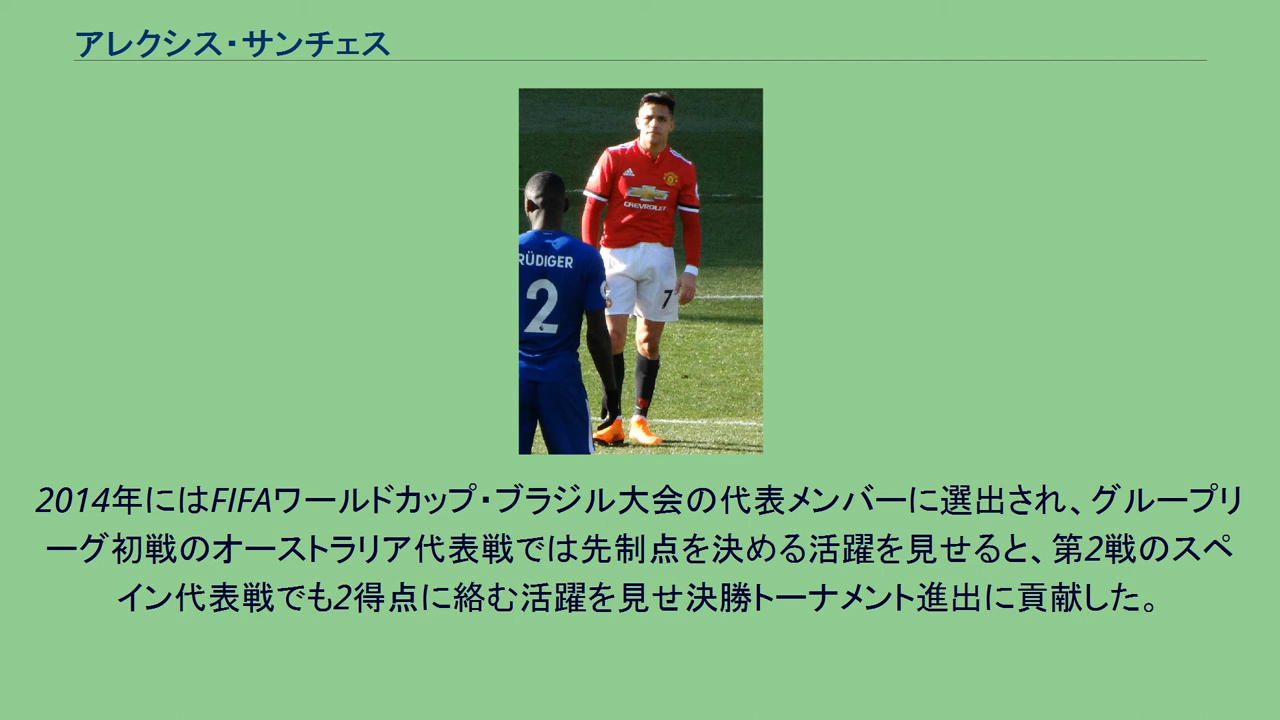 アレクシス・サンチェス
CHEVROLET
7
RÜDIGER
2
2014年にはFIFAワールドカップ・ブラジル大会の代表メンバーに選出され、グループリ
ーグ初戦のオーストラリア代表戦では先制点を決める活躍を見せると、第2戦のスペ
イン代表戦でも2得点に絡む活躍を見せ決勝トーナメント進出に貢献した。